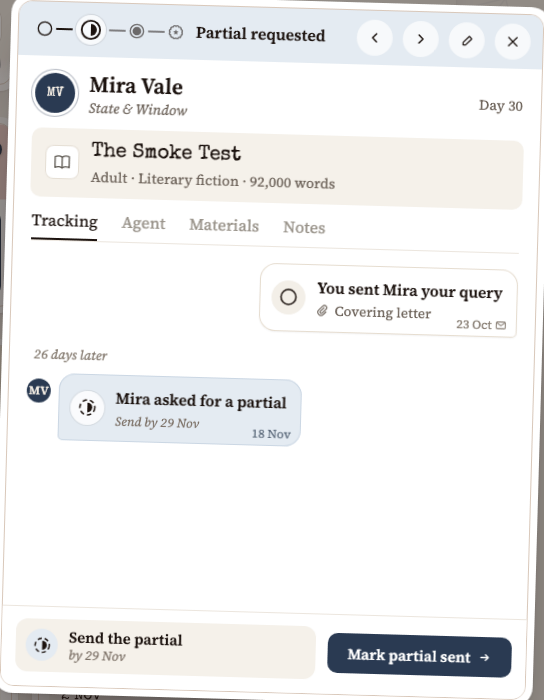 Partial requested
MV
Mira Vale
State & Window
Day 30
The Smoke Test
Adult · Literary fiction · 92,000 words
Tracking
Agent
Materials
Notes
You sent Mira your query
Covering letter
23 Oct
26 days later
MV
Mira asked for a partial
Send by 29 Nov
18 Nov
Send the partial
by 29 Nov
Mark partial sent →